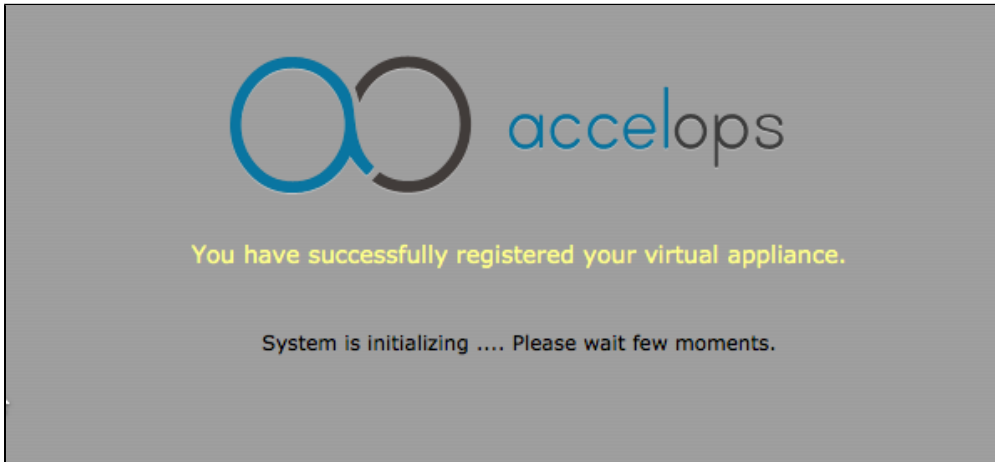 accelops
You have successfully registered your virtual appliance.
System is initializing .... Please wait few moments.